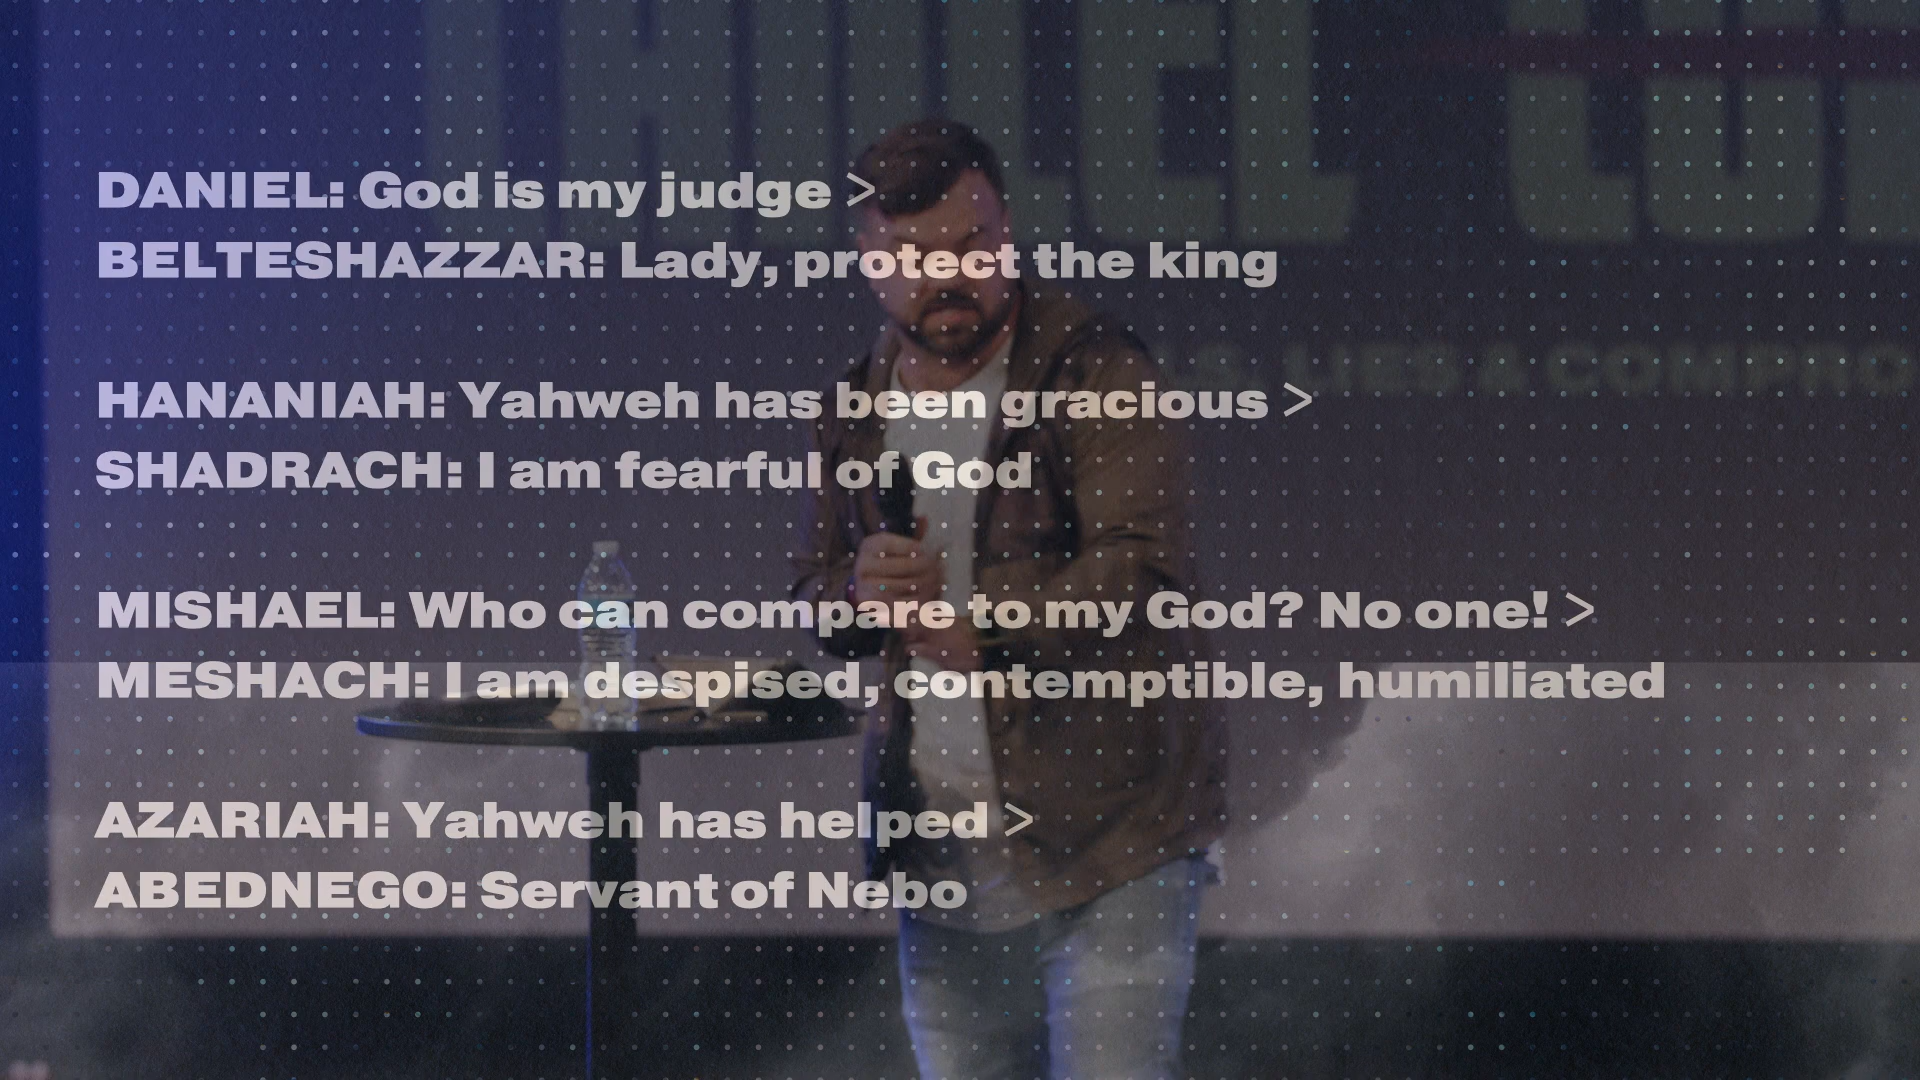 DANIEL: God is my judge >
BELTESHAZZAR: Lady, protect the king
HANANIAH: Yahweh has been gracious >
SHADRACH: I am fearful of God
MISHAEL: Who can compare to my God? No one! >
MESHACH: I am despised, contemptible, humiliated
AZARIAH: Yahweh has helped >
ABEDNEGO: Servant of Nebo
LIES & COMPRO